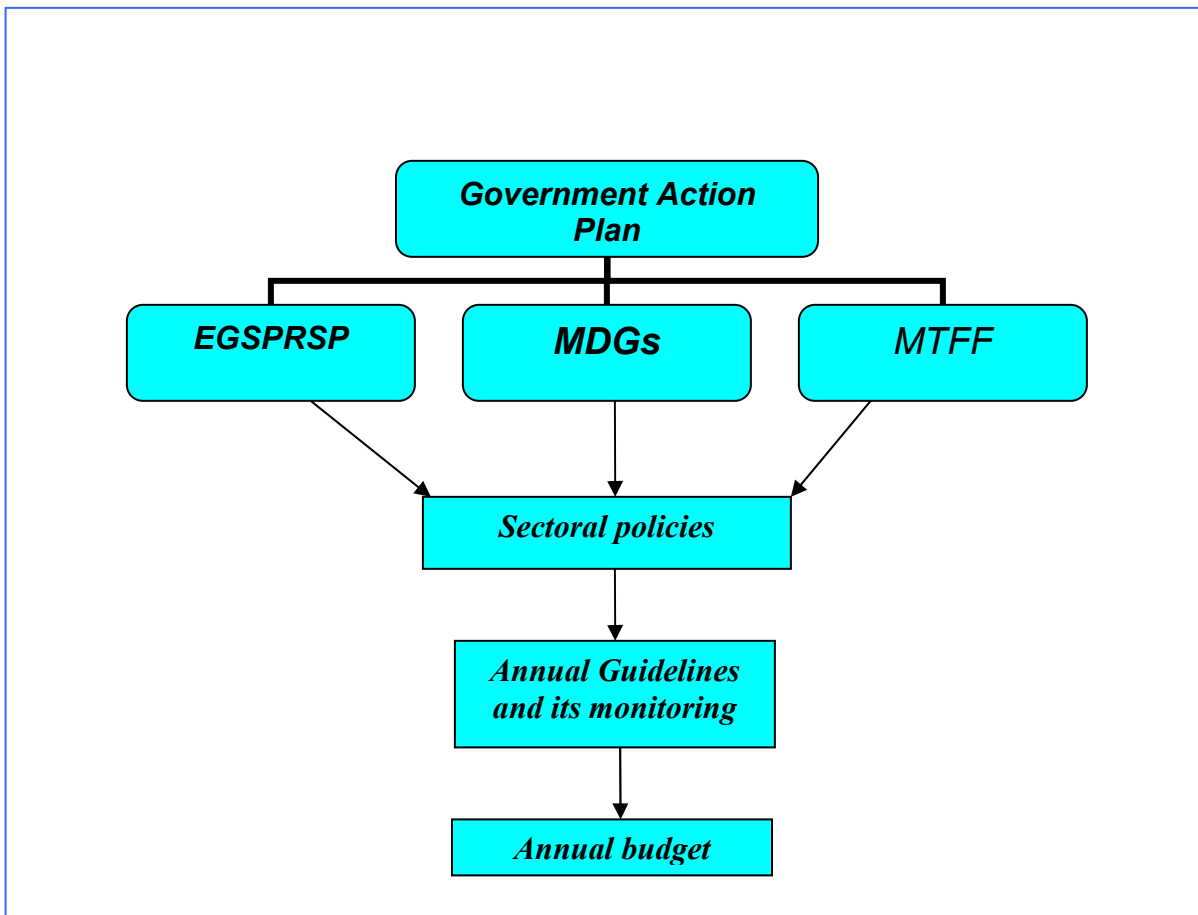 Government Action
Plan
EGSPRSP
MDGs
MTFF
Sectoral policies
Annual Guidelines
and its monitoring
Annual budget